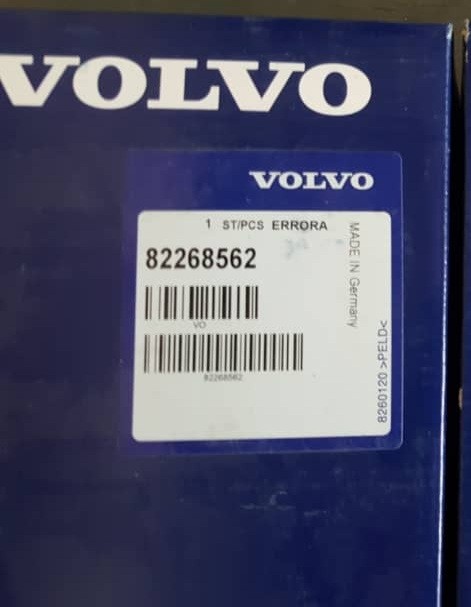 VOLVO
VOLVO
1 ST/PCS ERRORA
82268562
VO
82268562
MADE IN Germany
8260120 >PELD<